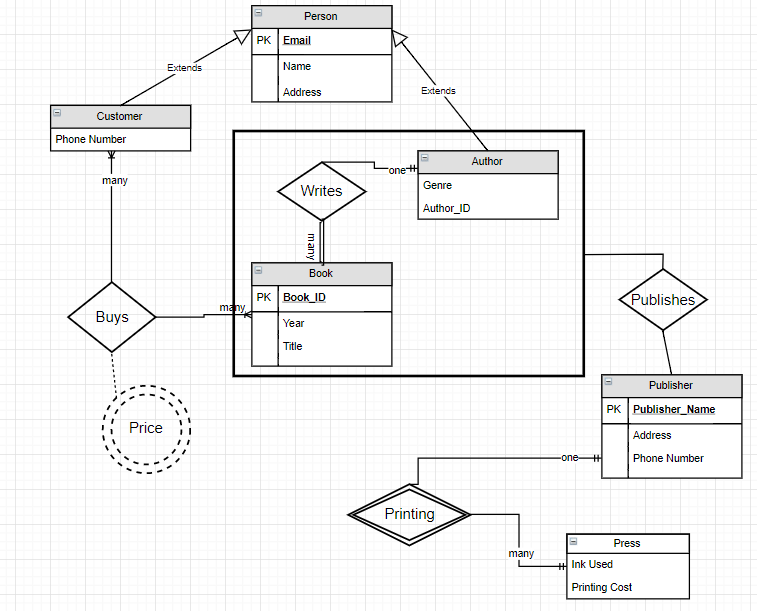 Person
PK Email
Name
Address
Extends
Extends
Customer
Phone Number
many
Author
Genre
Author_ID
one
Writes
many
Book
PK Book_ID
Year
Title
many
Buys
Price
Publishes
Publisher
PK Publisher_Name
Address
Phone Number
one
Printing
many
Press
Ink Used
Printing Cost